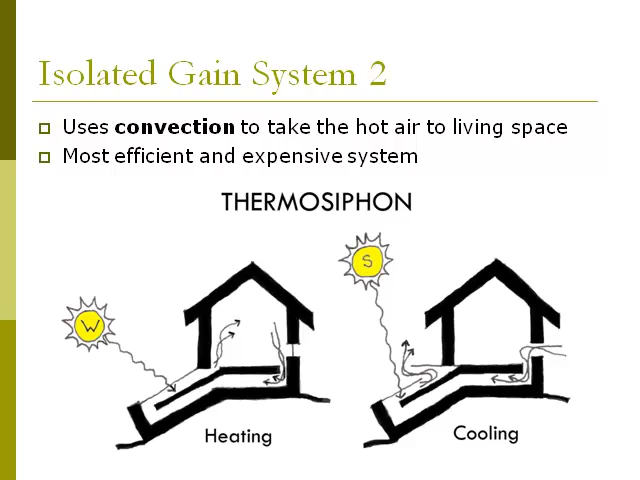 Isolated Gain System 2
Uses convection to take the hot air to living space
Most efficient and expensive system
THERMOSIPHON
S
W
Heating
Cooling